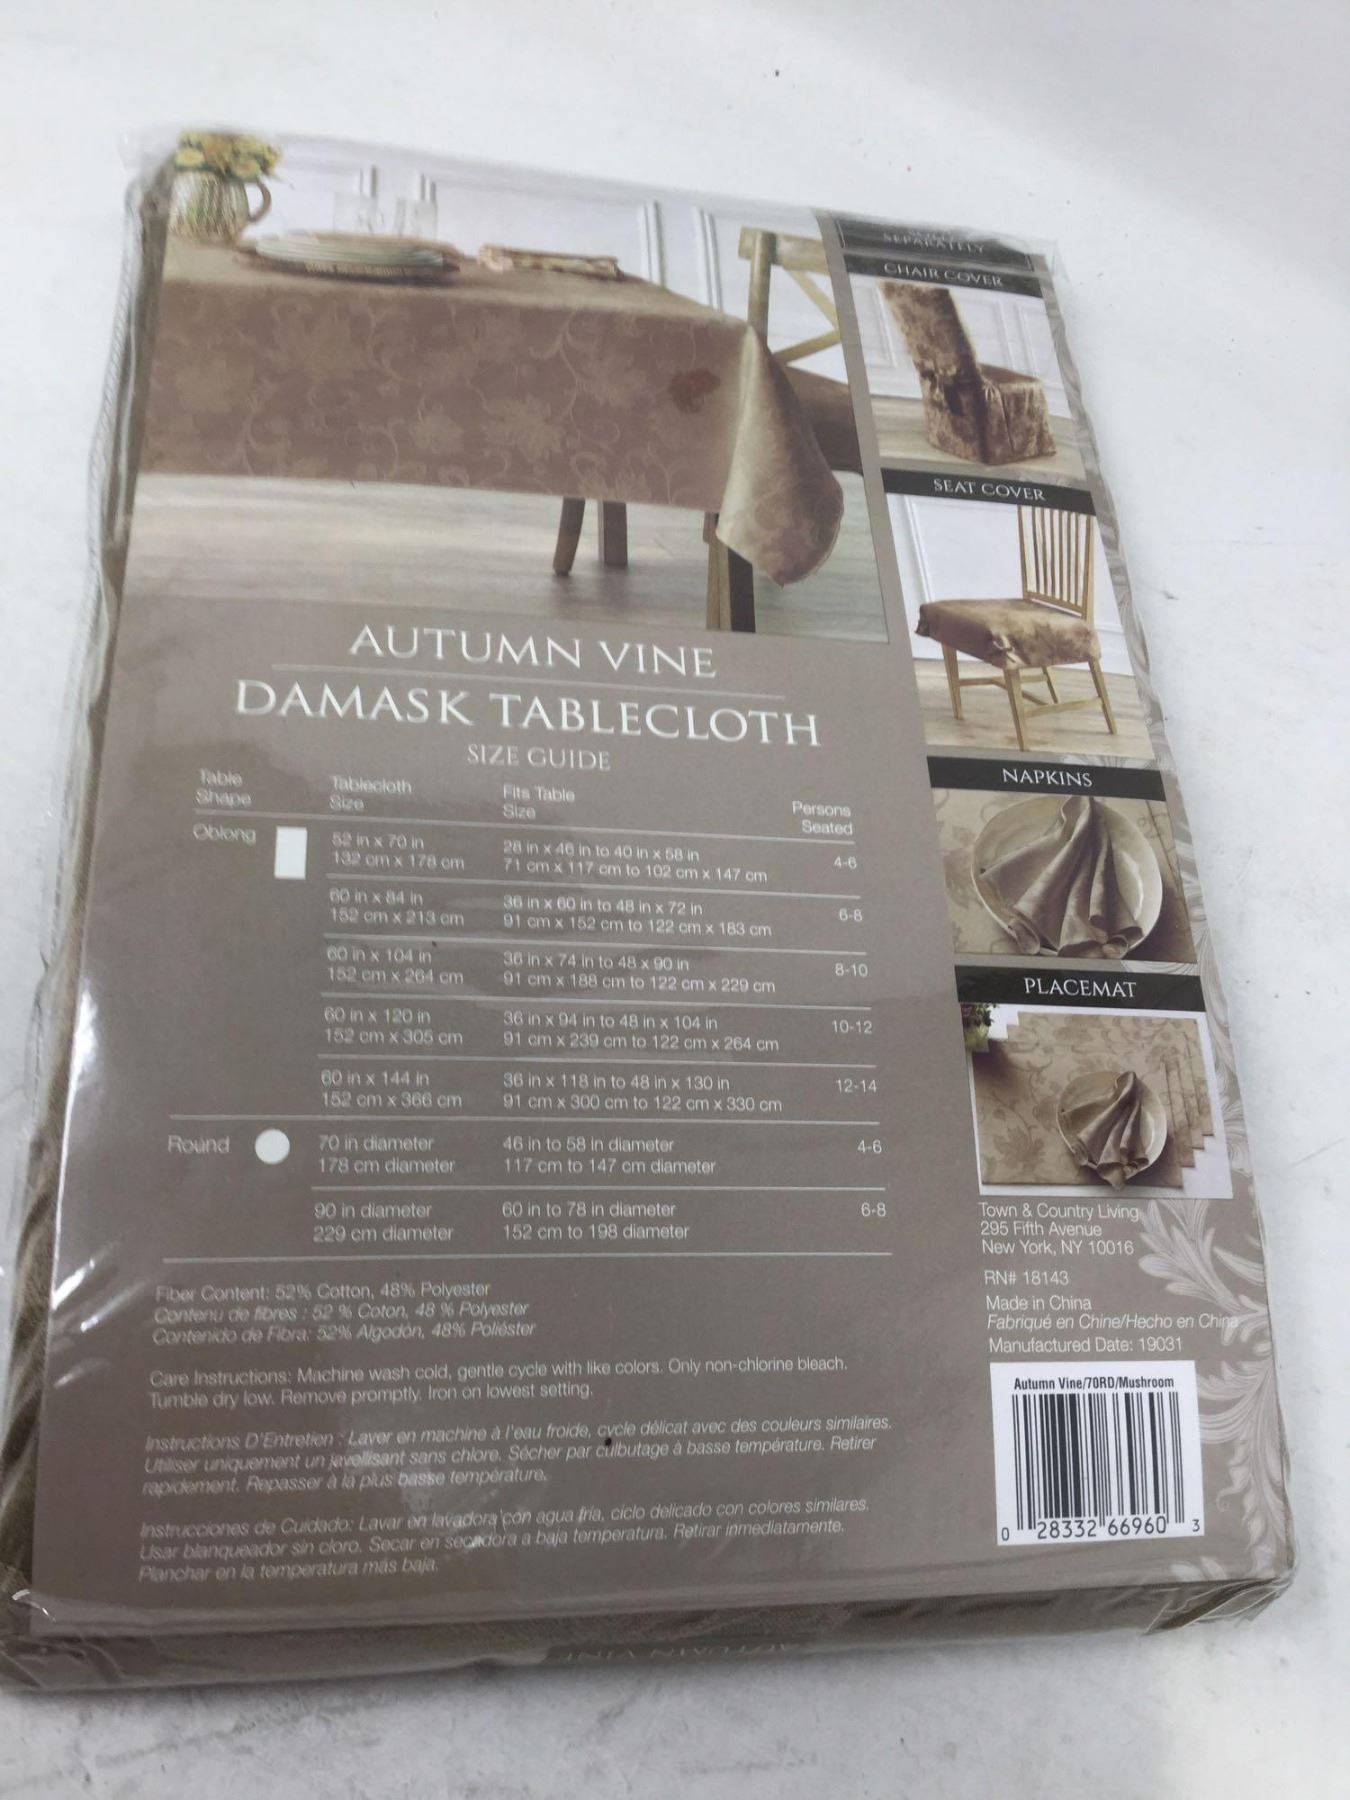 SEPARATELY
CHAIR COVER
SEAT COVER
NAPKINS
PLACEMAT
AUTUMN VINE
DAMASK TABLECLOTH
SIZE GUIDE
Table Shape
Tablecloth Size
Fits Table Size
Persons Seated
Oblong
52 in x 70 in
132 cm x 178 cm
28 in x 46 in to 40 in x 58 in
71 cm x 117 cm to 102 cm x 147 cm
4-6
60 in x 84 in
152 cm x 213 cm
36 in x 60 in to 48 in x 72 in
91 cm x 152 cm to 122 cm x 183 cm
6-8
60 in x 104 in
152 cm x 264 cm
36 in x 74 in to 48 x 90 in
91 cm x 188 cm to 122 cm x 229 cm
8-10
60 in x 120 in
152 cm x 305 cm
36 in x 94 in to 48 in x 104 in
91 cm x 239 cm to 122 cm x 264 cm
10-12
60 in x 144 in
152 cm x 366 cm
36 in x 118 in to 48 in x 130 in
91 cm x 300 cm to 122 cm x 330 cm
12-14
Round
70 in diameter
178 cm diameter
46 in to 58 in diameter
117 cm to 147 cm diameter
4-6
90 in diameter
229 cm diameter
60 in to 78 in diameter
152 cm to 198 diameter
6-8
Fiber Content: 52% Cotton, 48% Polyester
Contenu de fibres : 52 % Coton, 48 % Polyester
Contenido de Fibra: 52% Algodón, 48% Poliéster
Care Instructions: Machine wash cold, gentle cycle with like colors. Only non-chlorine bleach.
Tumble dry low. Remove promptly. Iron on lowest setting.
Instructions D'Entretien : Laver en machine à l'eau froide, cycle délicat avec des couleurs similaires.
Utiliser uniquement un javellisant sans chlore. Sécher par culbutage à basse température. Retirer
rapidement. Repasser à la plus basse température.
Instrucciones de Cuidado: Lavar en lavadora con agua fría, ciclo delicado con colores similares.
Usar blanqueador sin cloro. Secar en secadora a baja temperatura. Retirar inmediatamente.
Planchar en la temperatura más baja.
Town & Country Living
295 Fifth Avenue
New York, NY 10016
RN# 18143
Made in China
Fabriqué en Chine/Hecho en China
Manufactured Date: 19031
Autumn Vine/70RD/Mushroom
0 28332 66960 3
AUTUMN VINE